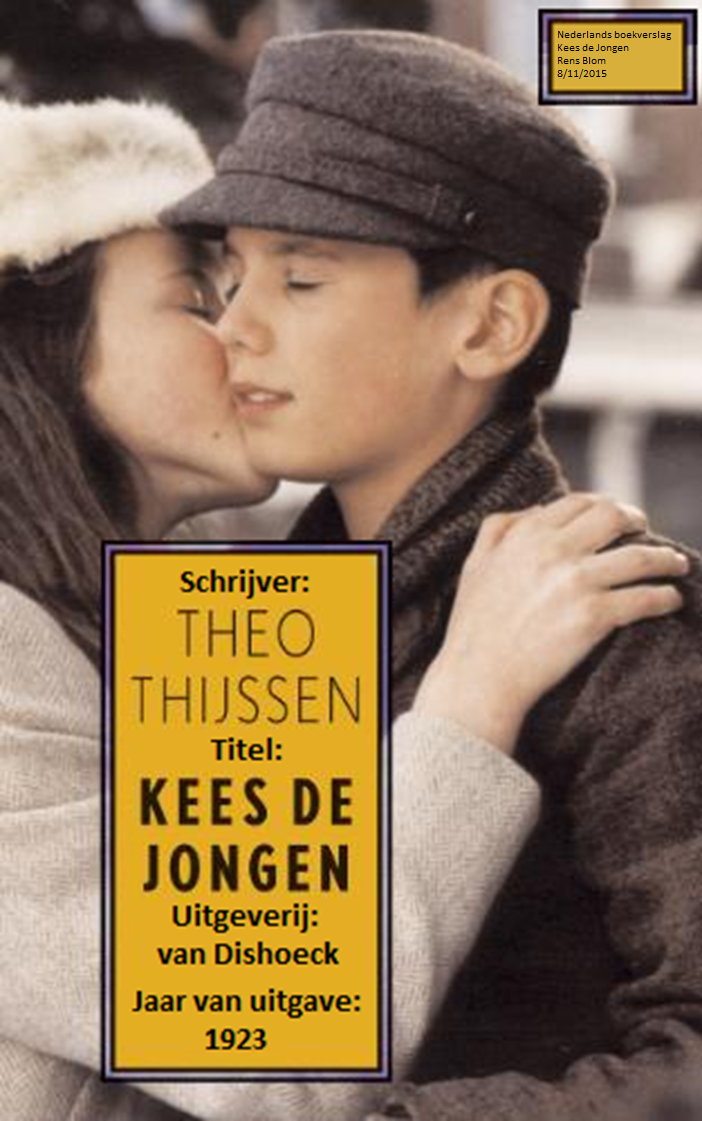 Nederlands boekverslag
Kees de Jongen
Rens Blom
8/11/2015
Schrijver:
THEO
THIJSSEN
Titel:
KEES DE
JONGEN
Uitgeverij:
van Dishoeck
Jaar van uitgave:
1923